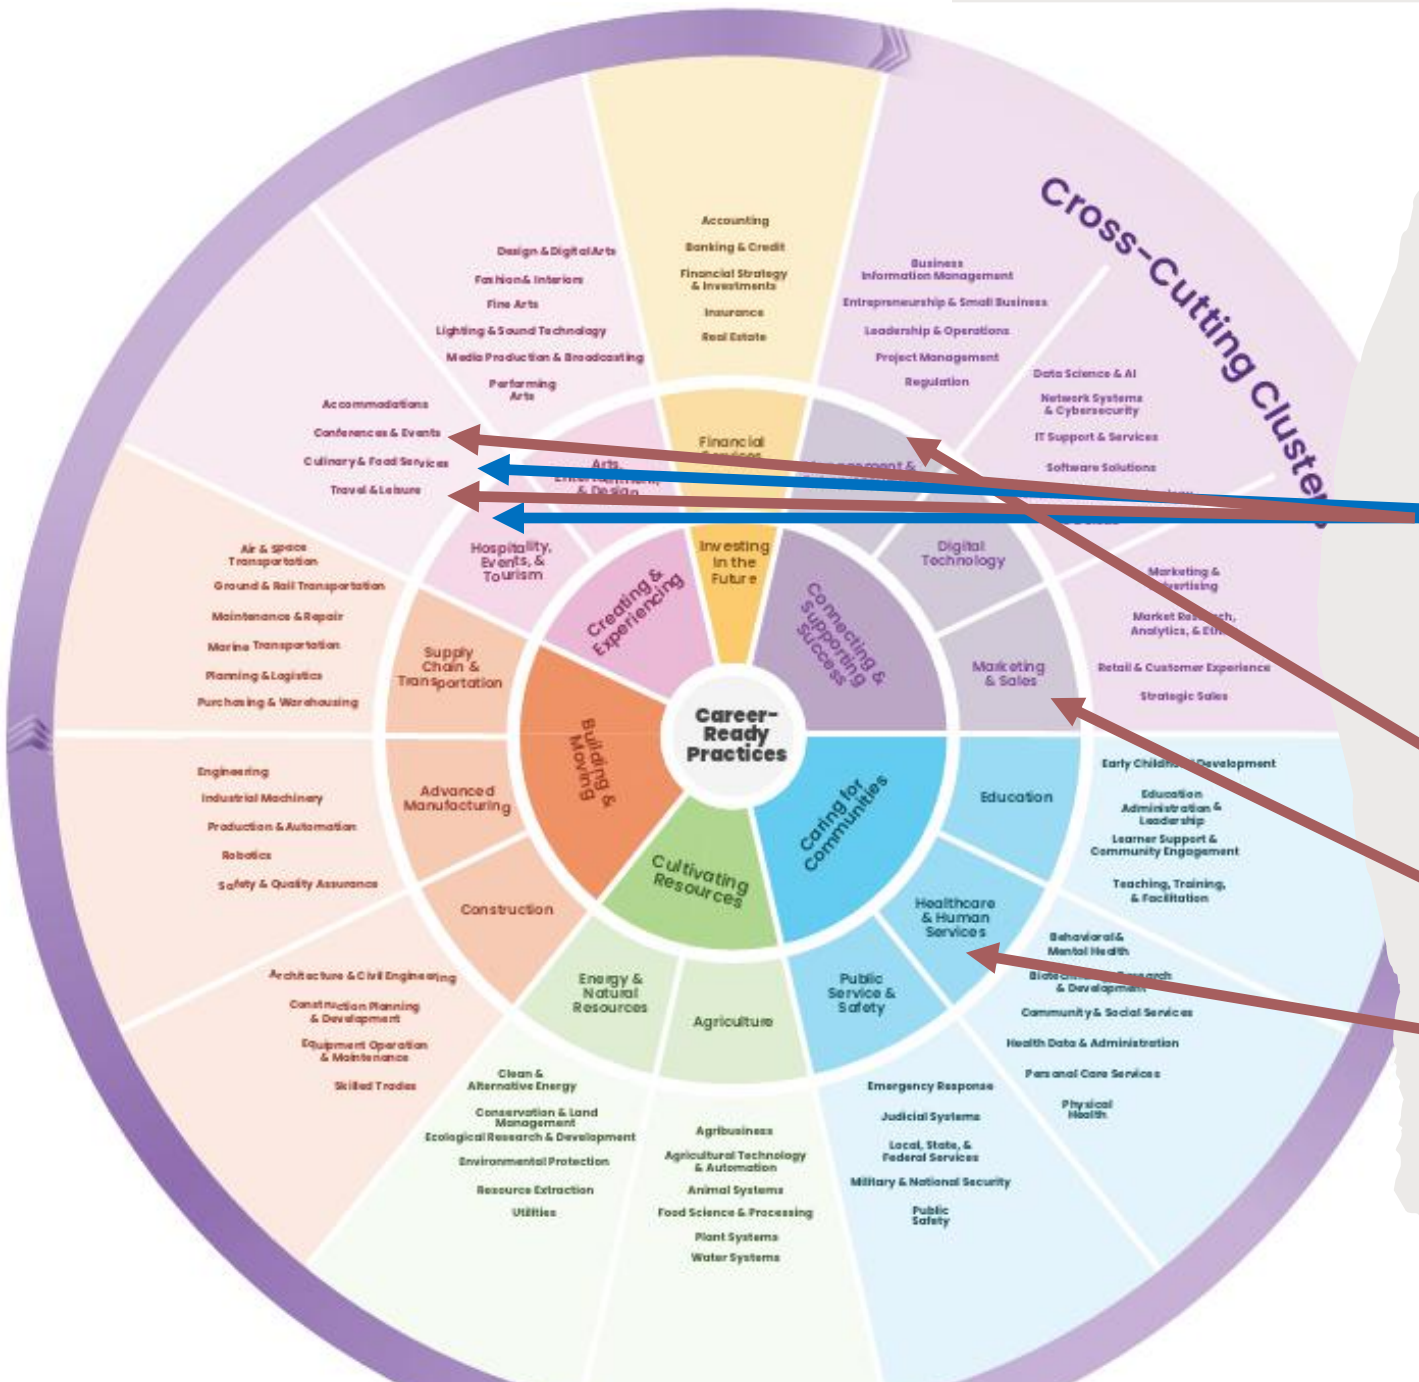 Career-
Ready
Practices
Investing
in the
Future
Connecting &
Supporting
Success
Caring for
Communities
Cultivating
Resources
Building &
Moving
Creating &
Experiencing
Financial
Digital
Technology
Marketing
& Sales
Education
Healthcare
& Human
Services
Public
Service &
Safety
Agriculture
Energy &
Natural
Resources
Construction
Advanced
Manufacturing
Supply
Chain &
Transportation
Hospitality,
Events, &
Tourism
Arts,
& Design
Cross-Cutting Clusters
Accounting
Banking & Credit
Financial Strategy
& Investments
Insurance
Real Estate
Business
Information Management
Entrepreneurship & Small Business
Leadership & Operations
Project Management
Regulation
Data Science & AI
Network Systems
& Cybersecurity
IT Support & Services
Software Solutions
Marketing &
Market
Analytics, &
Retail & Customer Experience
Strategic Sales
Early Development
Education
Administration &
Leadership
Learner Support &
Community Engagement
Teaching, Training,
& Facilitation
Behavioral &
Mental Health
Research
& Development
Community & Social Services
Health Data & Administration
Personal Care Services
Physical
Health
Emergency Response
Judicial Systems
Local, State, &
Federal Services
Military & National Security
Public
Safety
Agribusiness
Agricultural Technology
& Automation
Animal Systems
Food Science & Processing
Plant Systems
Water Systems
Clean &
Alternative Energy
Conservation & Land
Management
Ecological Research & Development
Environmental Protection
Resource Extraction
Utilities
Architecture & Civil Engineering
Construction Planning
& Development
Equipment Operation
& Maintenance
Skilled Trades
Engineering
Industrial Machinery
Production & Automation
Robotics
Safety & Quality Assurance
Air & Space
Transportation
Ground & Rail Transportation
Maintenance & Repair
Marine Transportation
Planning & Logistics
Purchasing & Warehousing
Accommodations
Conferences & Events
Culinary & Food Services
Travel & Leisure
Design & Digital Arts
Fashion & Interiors
Fine Arts
Lighting & Sound Technology
Media Production & Broadcasting
Performing
Arts